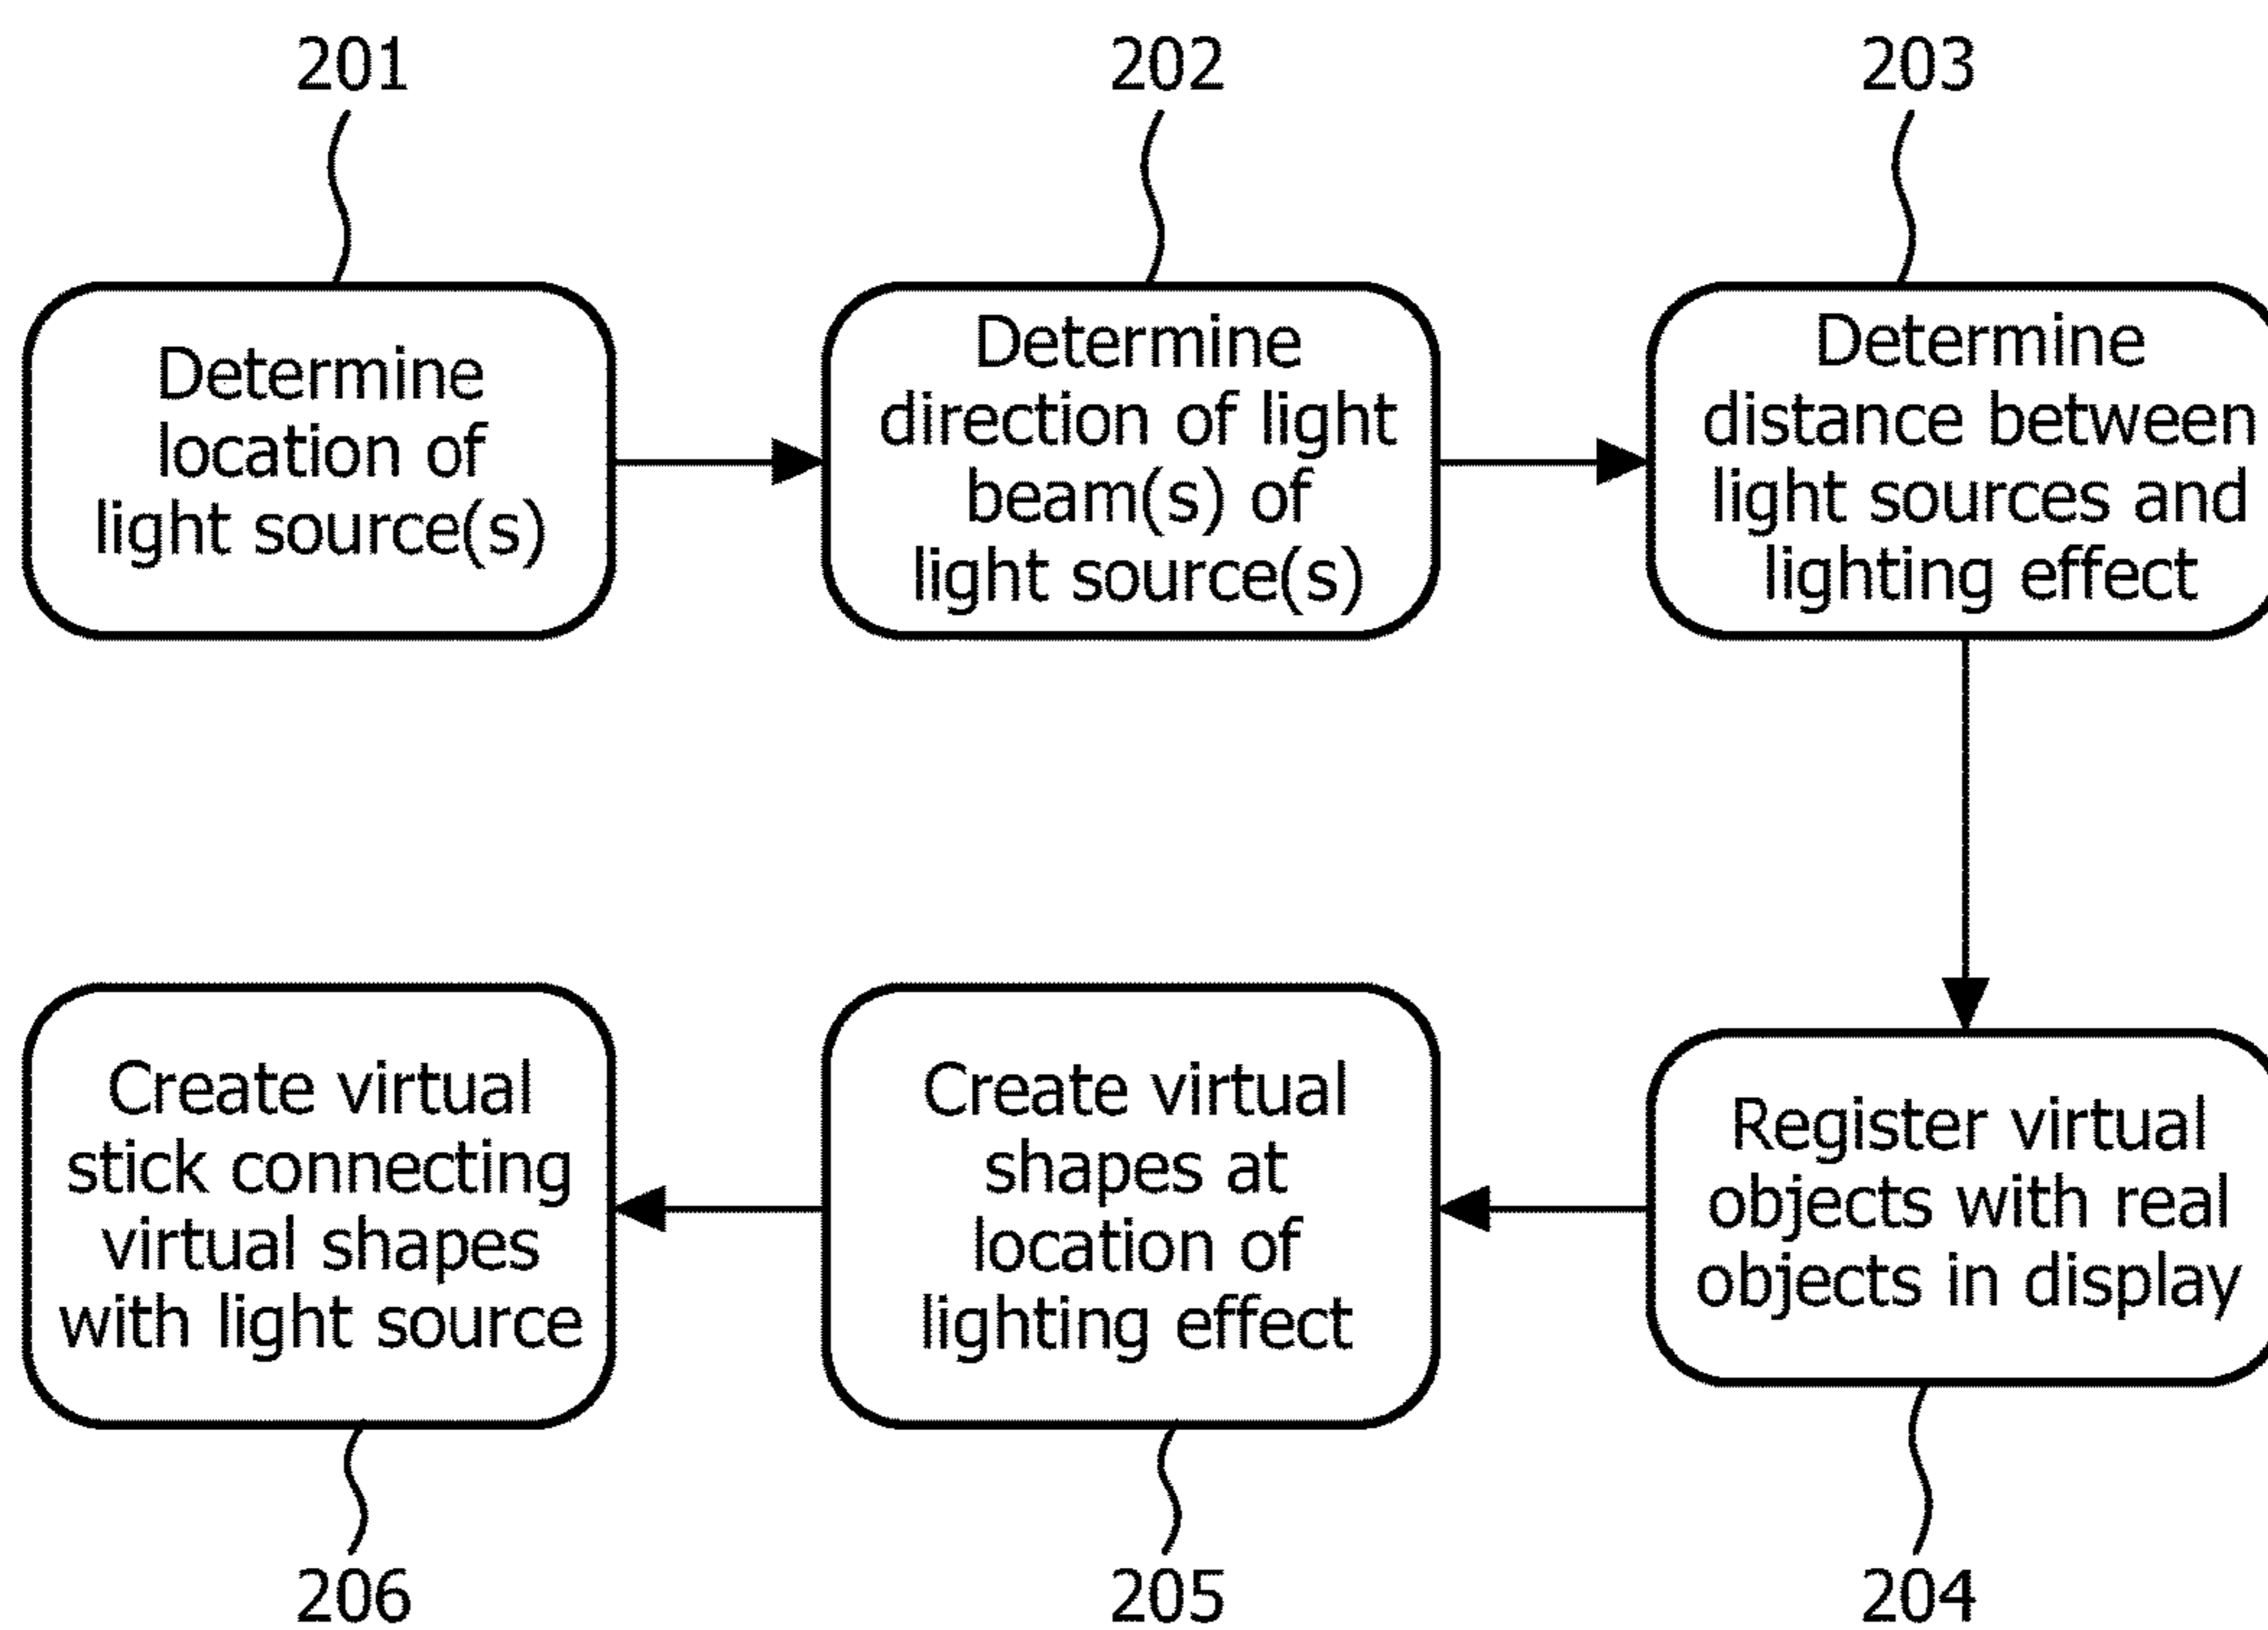 201
202
203
Determine
location of
light source(s)
Determine
direction of light
beam(s) of
light source(s)
Determine
distance between
light sources and
lighting effect
Create virtual
stick connecting
virtual shapes
with light source
Create virtual
shapes at
location of
lighting effect
Register virtual
objects with real
objects in display
206
205
204